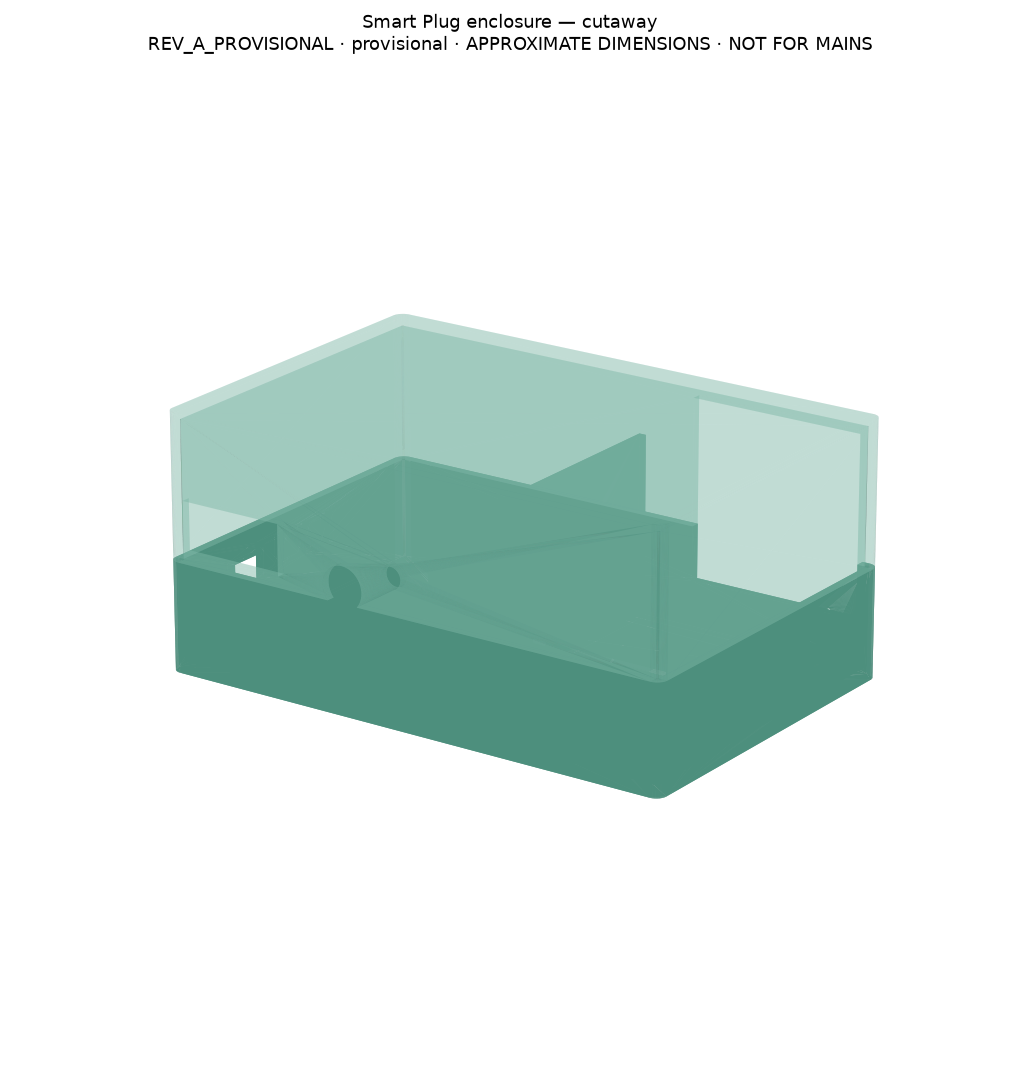 Smart Plug enclosure — cutaway
REV_A_PROVISIONAL · provisional · APPROXIMATE DIMENSIONS · NOT FOR MAINS